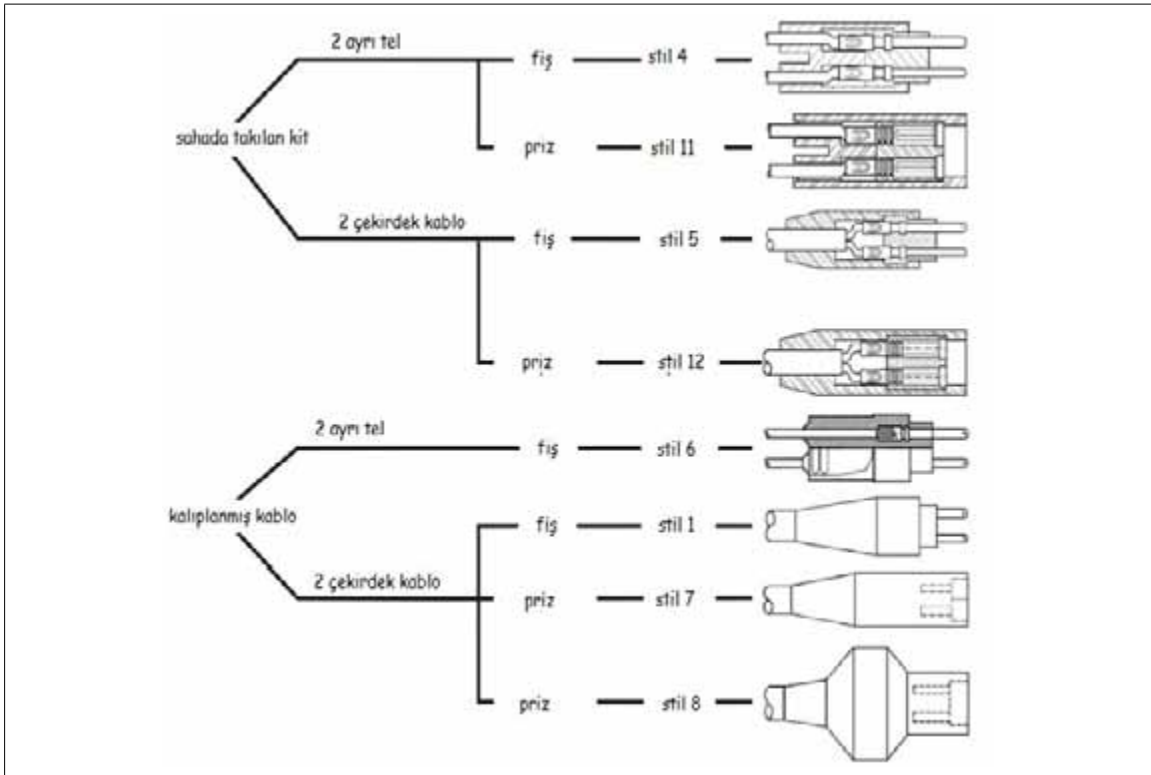 2 ayrı tel
fiş stil 4
sahada takılan kit
priz stil 11
2 çekirdek kablo
fiş stil 5
priz stil 12
2 ayrı tel
fiş stil 6
kalıplanmış kablo
fiş stil 1
2 çekirdek kablo
priz stil 7
priz stil 8